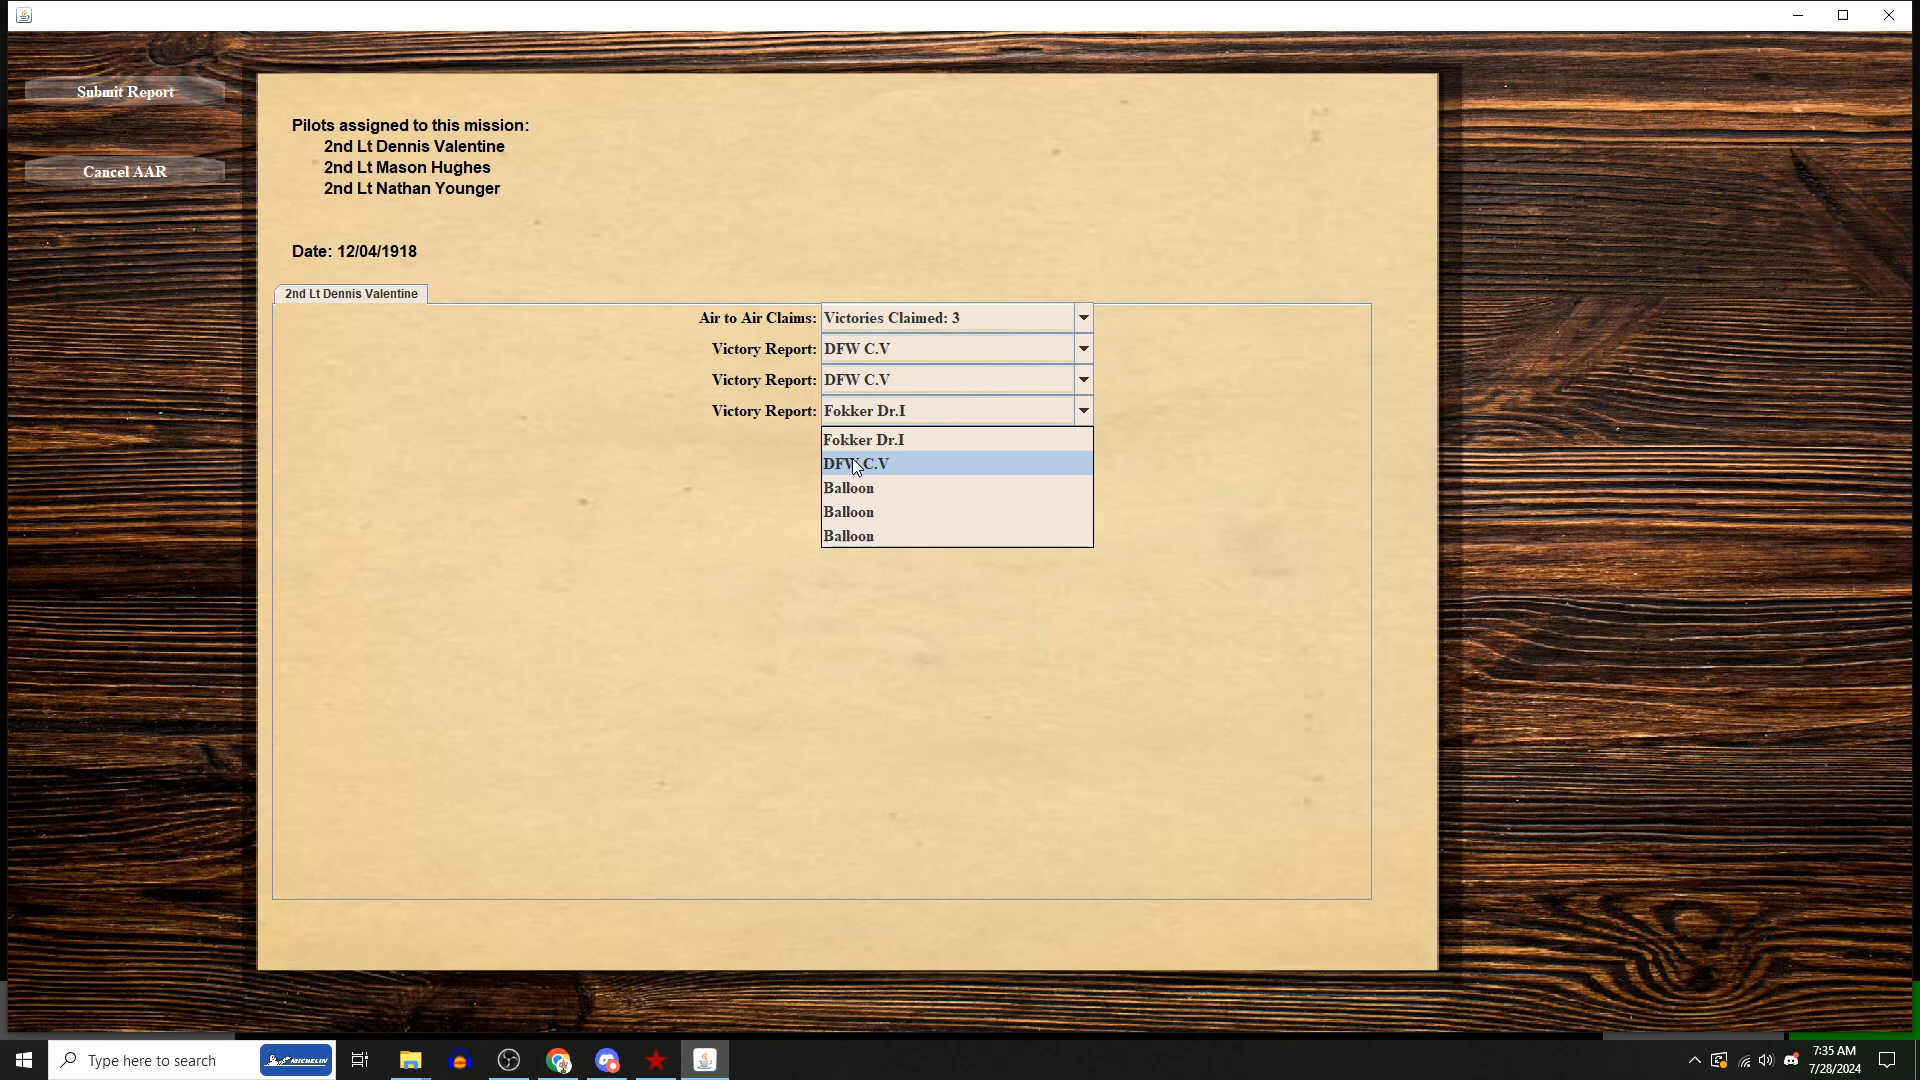 Submit Report
Cancel AAR
Pilots assigned to this mission:
2nd Lt Dennis Valentine
2nd Lt Mason Hughes
2nd Lt Nathan Younger
Date: 12/04/1918
2nd Lt Dennis Valentine
Air to Air Claims: Victories Claimed: 3
Victory Report: DFW C.V
Victory Report: DFW C.V
Victory Report: Fokker Dr.I
Fokker Dr.I
DFW C.V
Balloon
Balloon
Balloon
Type here to search
MICHELIN
7:35 AM
7/28/2024